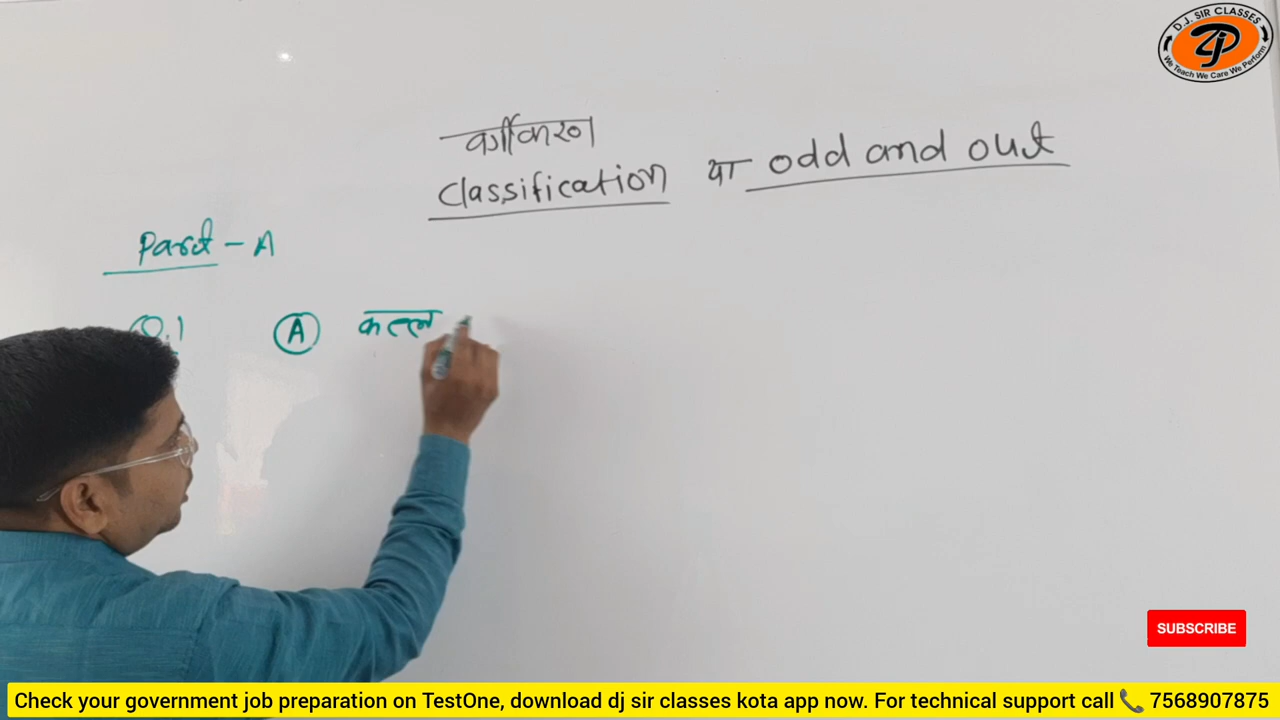 D.J. SIR CLASSES
We Teach We Care We Perform
वर्गीकरण
Classification या odd and out
Part - A
Q.1 A कत्ल
SUBSCRIBE
Check your government job preparation on TestOne, download dj sir classes kota app now. For technical support call 📞 7568907875